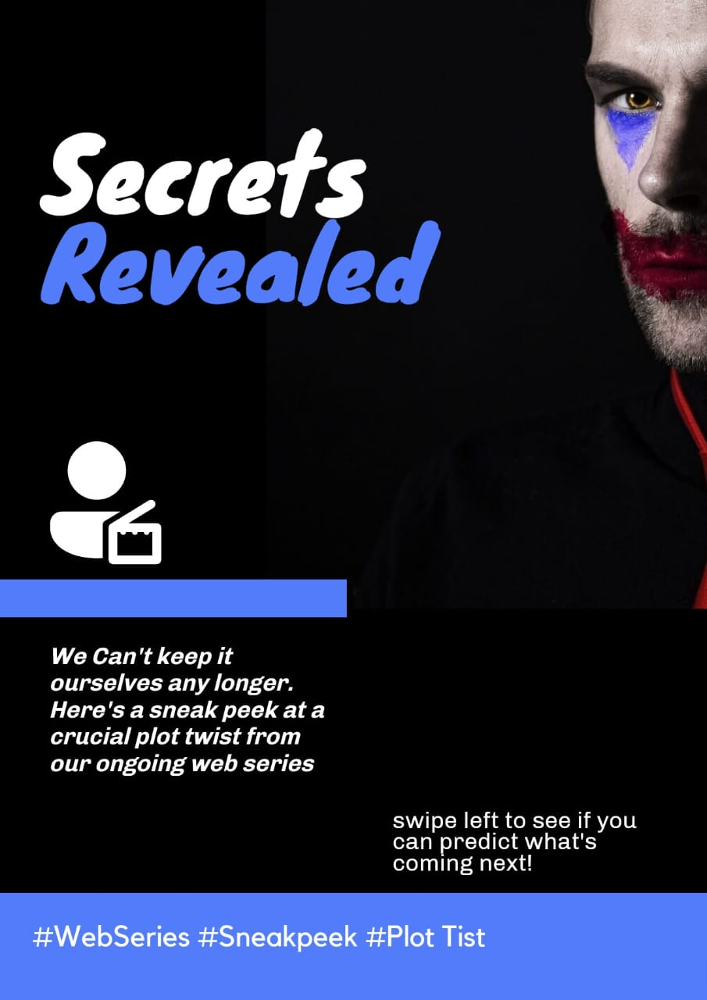 Secrets
Revealed
We Can't keep it
ourselves any longer.
Here's a sneak peek at a
crucial plot twist from
our ongoing web series
swipe left to see if you
can predict what's
coming next!
#WebSeries #Sneakpeek #Plot Tist